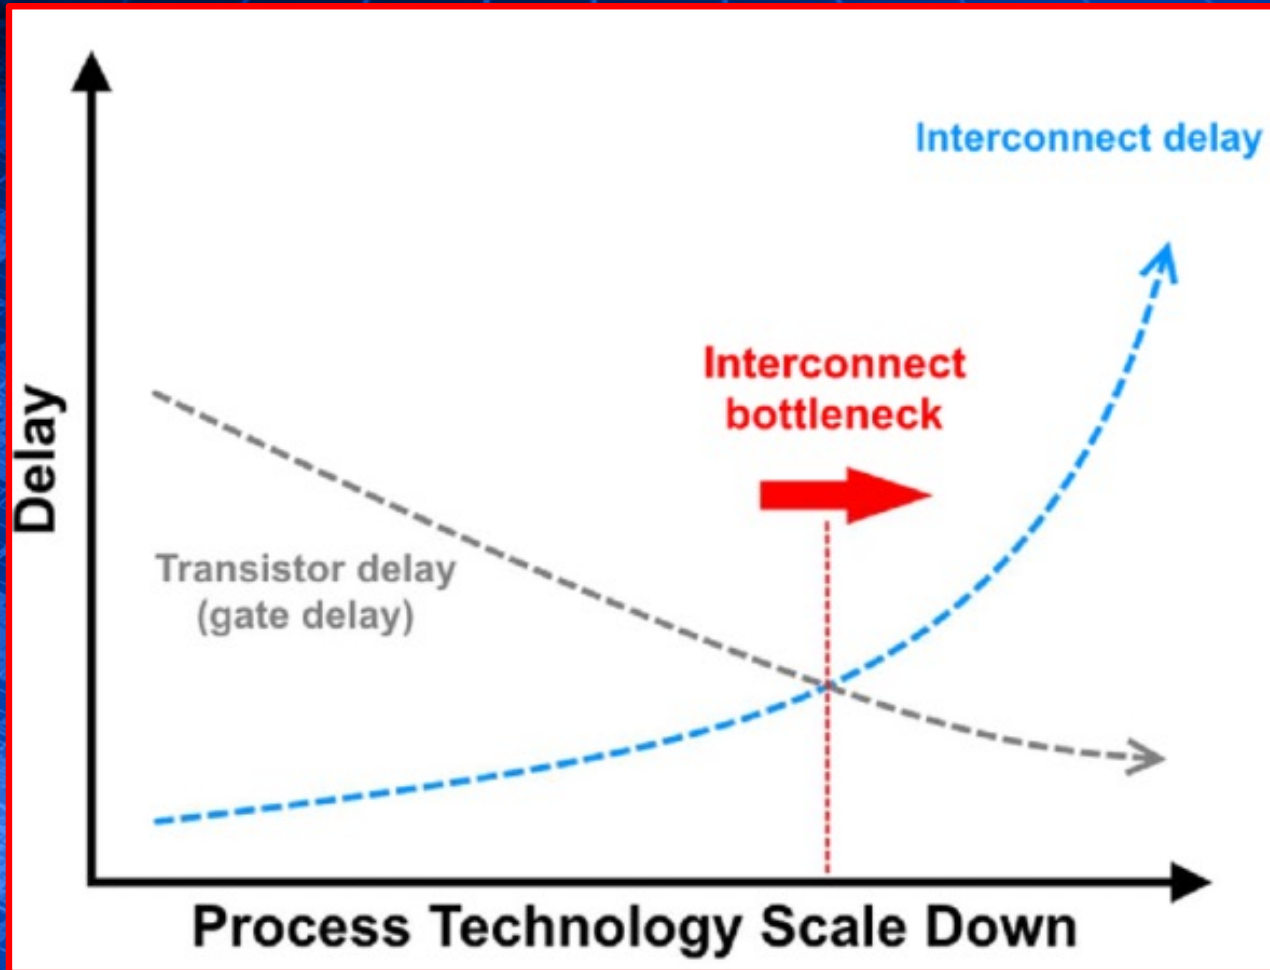 Interconnect delay
Interconnect
bottleneck
Delay
Transistor delay
(gate delay)
Process Technology Scale Down